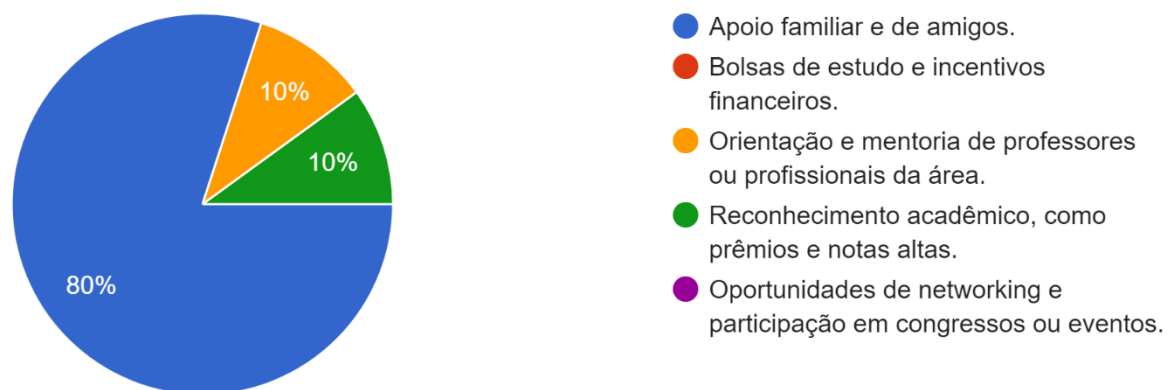 10%
10%
80%
Apoio familiar e de amigos.
Bolsas de estudo e incentivos
financeiros.
Orientação e mentoria de professores
ou profissionais da área.
Reconhecimento acadêmico, como
prêmios e notas altas.
Oportunidades de networking e
participação em congressos ou eventos.